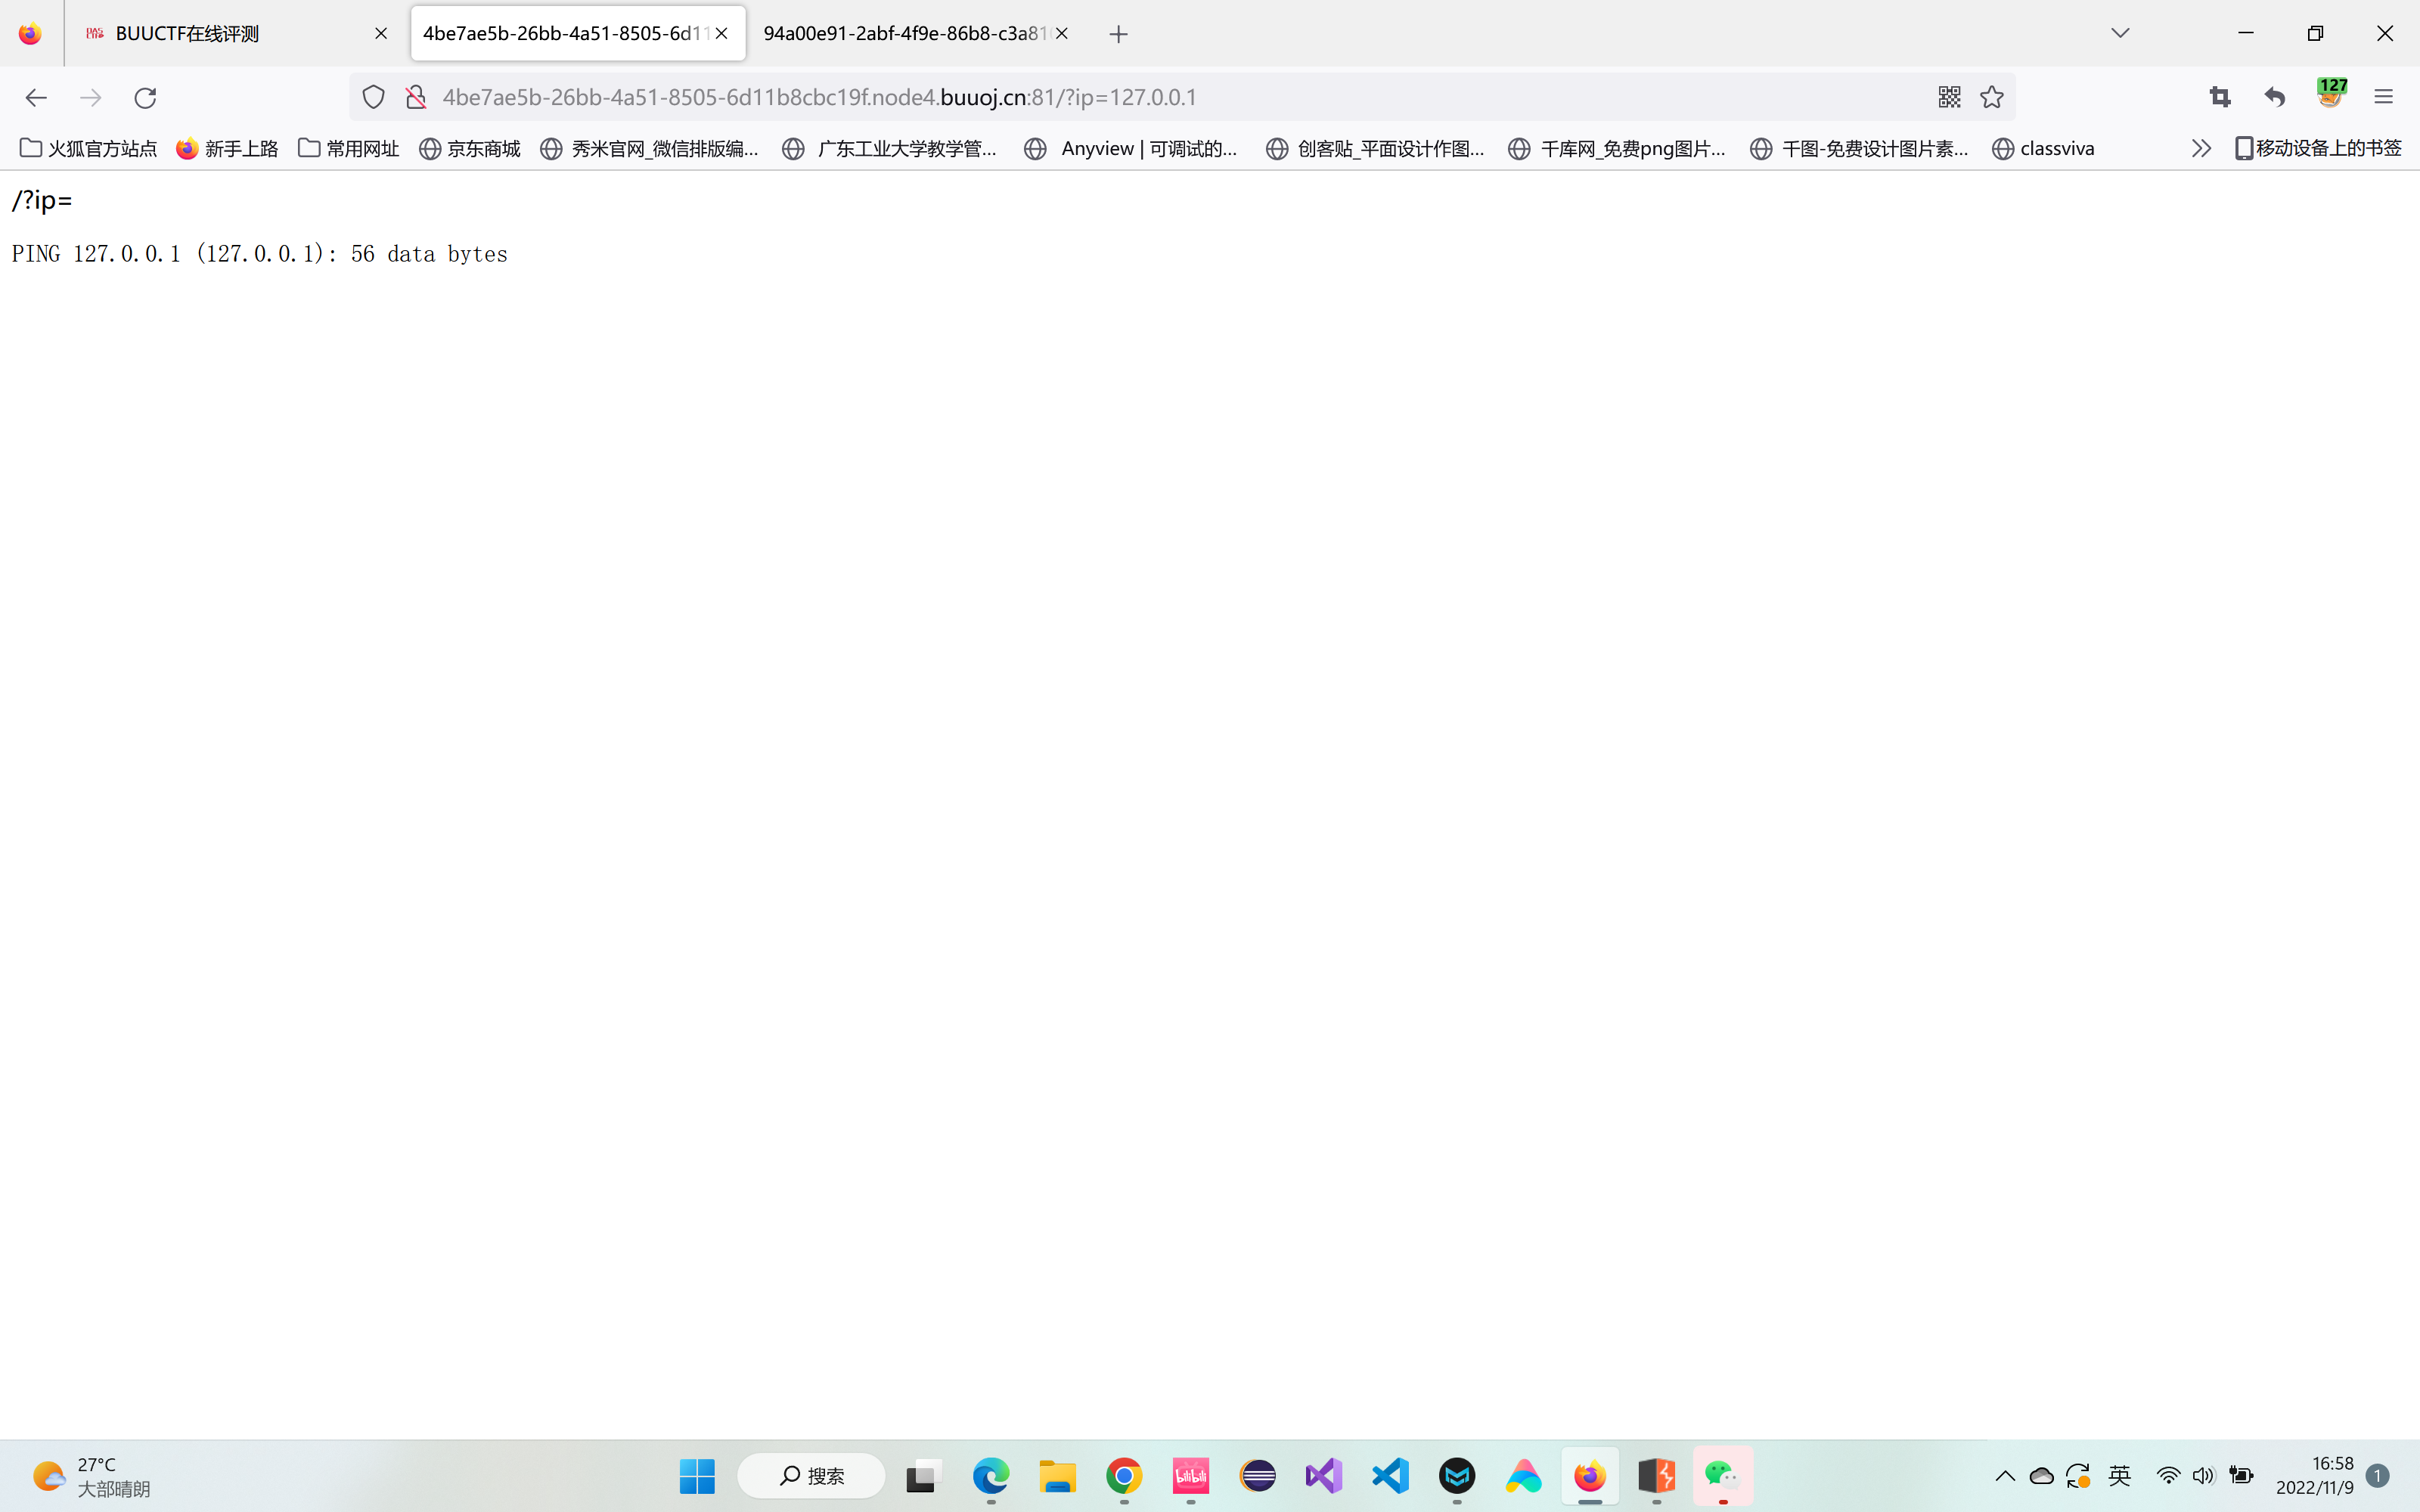 BUUCTF在线评测
4be7ae5b-26bb-4a51-8505-6d11
94a00e91-2abf-4f9e-86b8-c3a81
4be7ae5b-26bb-4a51-8505-6d11b8cbc19f.node4.buuoj.cn:81/?ip=127.0.0.1
127
火狐官方站点 新手上路 常用网址 京东商城 秀米官网_微信排版编... 广东工业大学教学管... Anyview | 可调试的... 创客贴_平面设计作图... 千库网_免费png图片... 千图-免费设计图片素... classviva 移动设备上的书签
/?ip=
PING 127.0.0.1 (127.0.0.1): 56 data bytes
27°C
大部晴朗
搜索
bilibili
英
16:58
2022/11/9
1